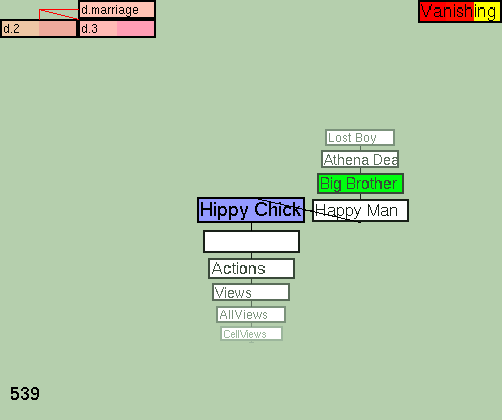 d.marriage
Vanishing
d.2
d.3
Lost Boy
Athena Dea
Big Brother
Hippy Chick
Happy Man
Actions
Views
AllViews
CellViews
539